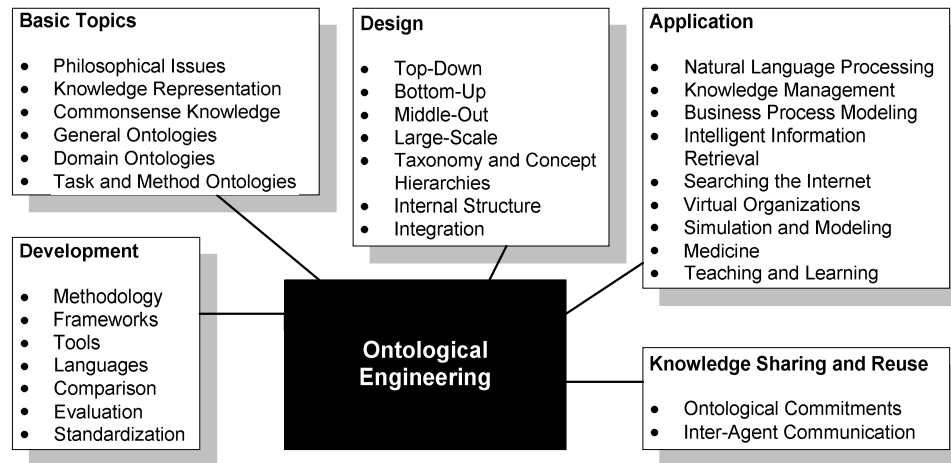 Basic Topics
• Philosophical Issues
• Knowledge Representation
• Commonsense Knowledge
• General Ontologies
• Domain Ontologies
• Task and Method Ontologies
Design
• Top-Down
• Bottom-Up
• Middle-Out
• Large-Scale
• Taxonomy and Concept
Hierarchies
• Internal Structure
• Integration
Application
• Natural Language Processing
• Knowledge Management
• Business Process Modeling
• Intelligent Information
Retrieval
• Searching the Internet
• Virtual Organizations
• Simulation and Modeling
• Medicine
• Teaching and Learning
Development
• Methodology
• Frameworks
• Tools
• Languages
• Comparison
• Evaluation
• Standardization
Ontological
Engineering
Knowledge Sharing and Reuse
• Ontological Commitments
• Inter-Agent Communication